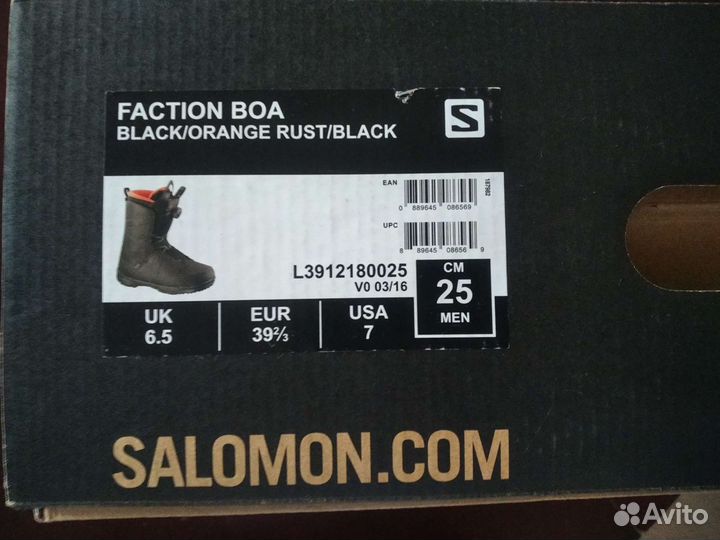 FACTION BOA
BLACK/ORANGE RUST/BLACK
S
EAN
0 889645 086569
187982
UPC
8 89645 08656 9
L3912180025
V0 03/16
UK
6.5
EUR
39⅔
USA
7
CM
25
MEN
SALOMON.COM
Avito